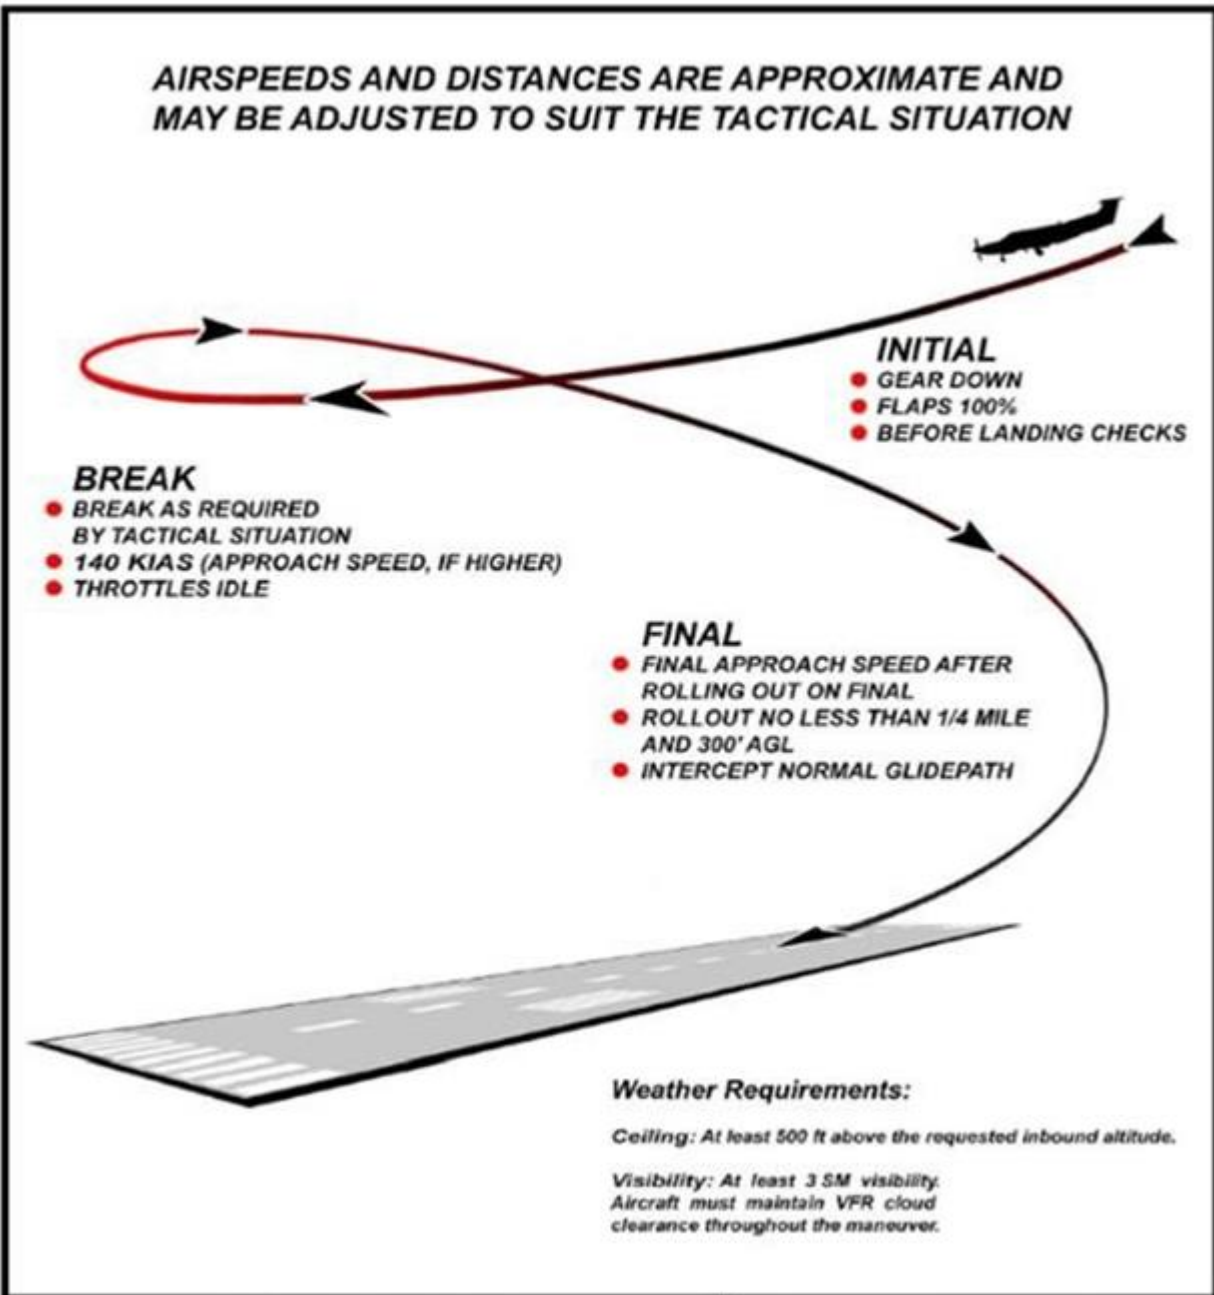 AIRSPEEDS AND DISTANCES ARE APPROXIMATE AND
MAY BE ADJUSTED TO SUIT THE TACTICAL SITUATION
INITIAL
GEAR DOWN
FLAPS 100%
BEFORE LANDING CHECKS
BREAK
BREAK AS REQUIRED
BY TACTICAL SITUATION
140 KIAS (APPROACH SPEED, IF HIGHER)
THROTTLES IDLE
FINAL
FINAL APPROACH SPEED AFTER
ROLLING OUT ON FINAL
ROLLOUT NO LESS THAN 1/4 MILE
AND 300' AGL
INTERCEPT NORMAL GLIDEPATH
Weather Requirements:
Ceiling: At least 500 ft above the requested inbound altitude.
Visibility: At least 3 SM visibility.
Aircraft must maintain VFR cloud
clearance throughout the maneuver.